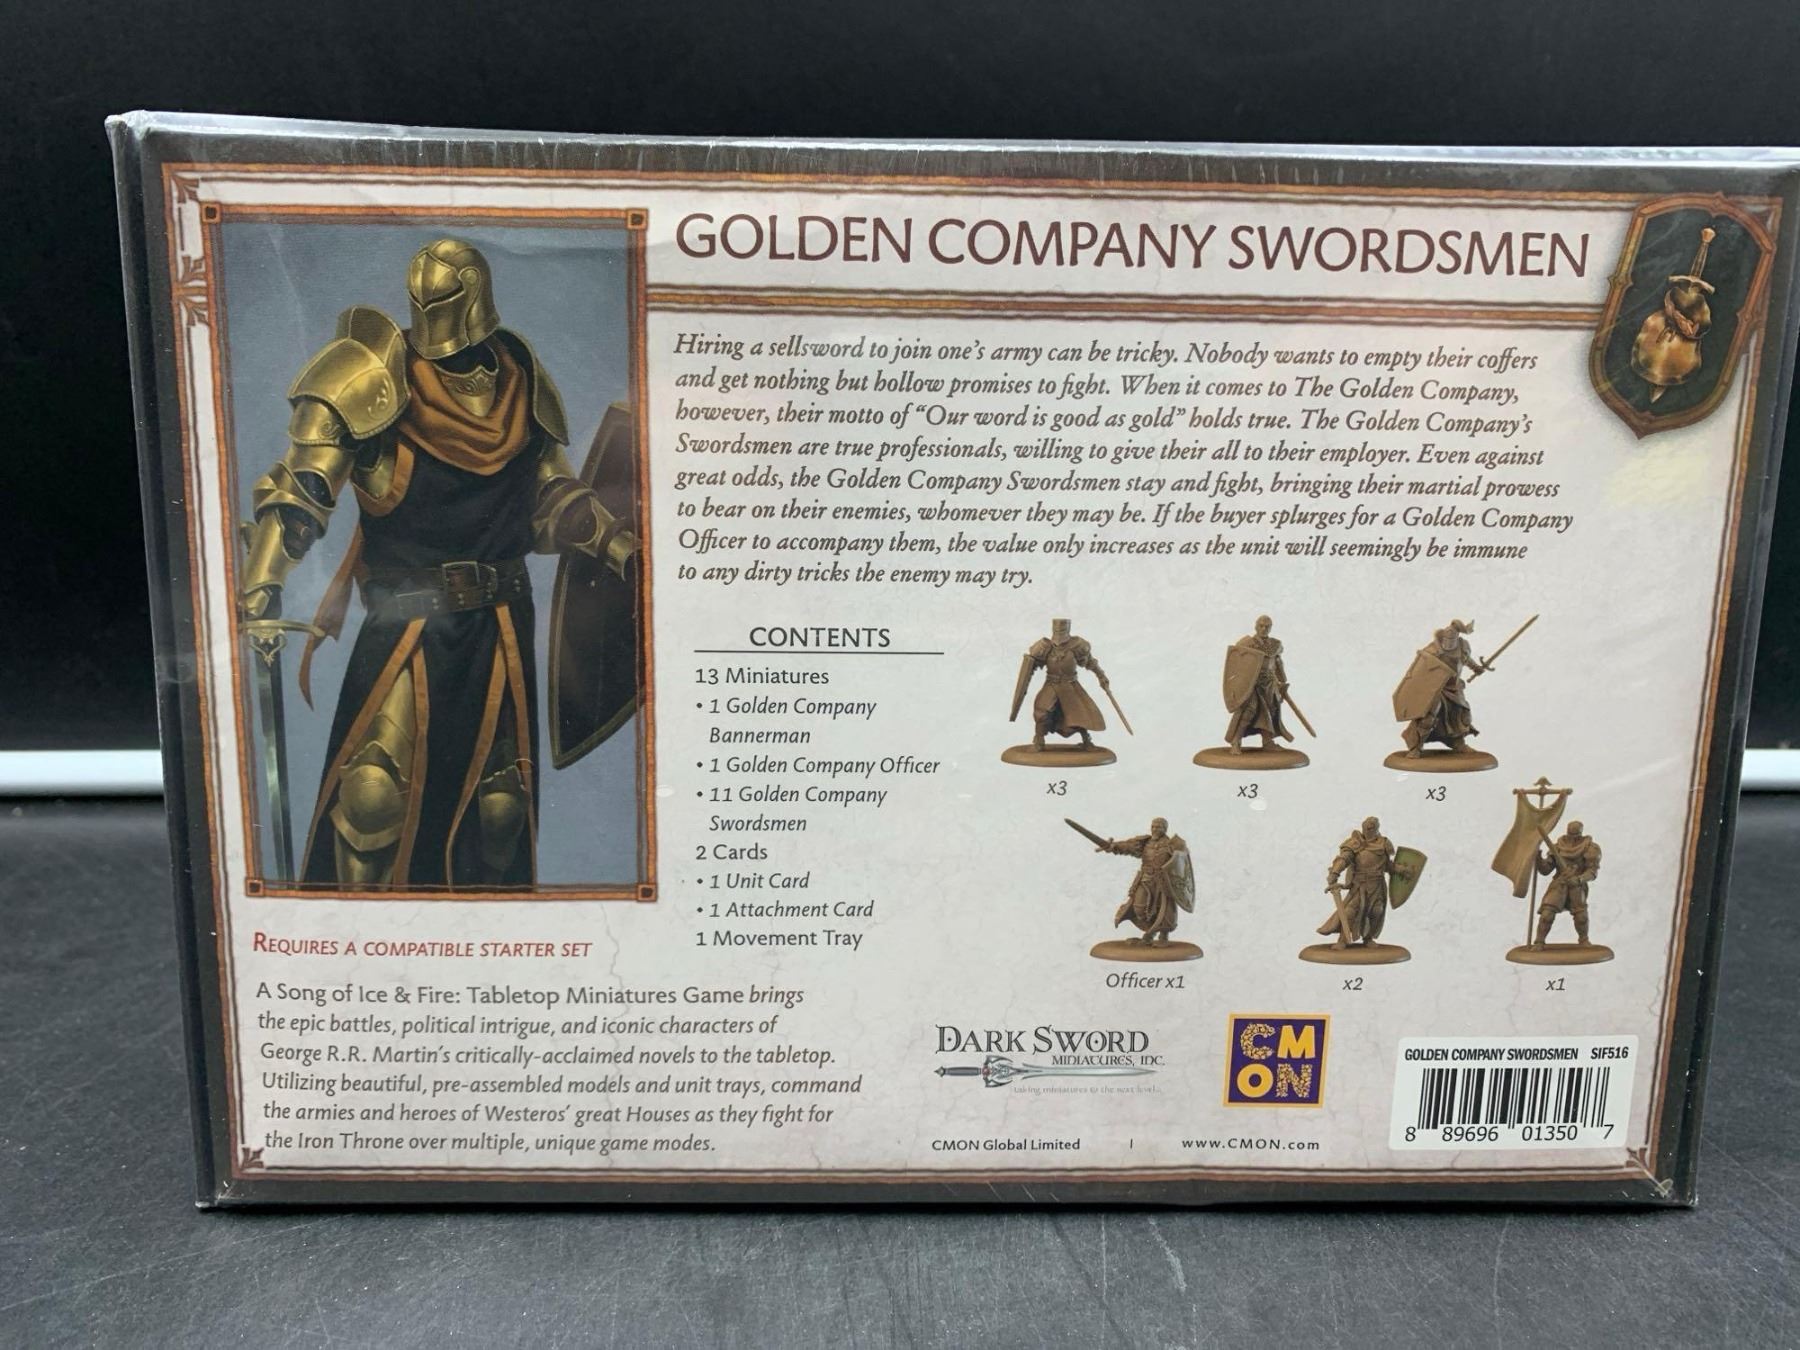 GOLDEN COMPANY SWORDSMEN
Hiring a sellsword to join one's army can be tricky. Nobody wants to empty their coffers
and get nothing but hollow promises to fight. When it comes to The Golden Company,
however, their motto of “Our word is good as gold” holds true. The Golden Company's
Swordsmen are true professionals, willing to give their all to their employer. Even against
great odds, the Golden Company Swordsmen stay and fight, bringing their martial prowess
to bear on their enemies, whomever they may be. If the buyer splurges for a Golden Company
Officer to accompany them, the value only increases as the unit will seemingly be immune
to any dirty tricks the enemy may try.
CONTENTS
13 Miniatures
• 1 Golden Company
Bannerman
• 1 Golden Company Officer
• 11 Golden Company
Swordsmen
2 Cards
• 1 Unit Card
• 1 Attachment Card
1 Movement Tray
x3
x3
x3
Officer x1
x2
x1
REQUIRES A COMPATIBLE STARTER SET
A Song of Ice & Fire: Tabletop Miniatures Game brings
the epic battles, political intrigue, and iconic characters of
George R.R. Martin's critically-acclaimed novels to the tabletop.
Utilizing beautiful, pre-assembled models and unit trays, command
the armies and heroes of Westeros' great Houses as they fight for
the Iron Throne over multiple, unique game modes.
DARK SWORD
MINIATURES, INC.
taking miniatures to the next level...
CM
ON
CMON Global Limited | www.CMON.com
GOLDEN COMPANY SWORDSMEN SIF516
8 89696 01350 7